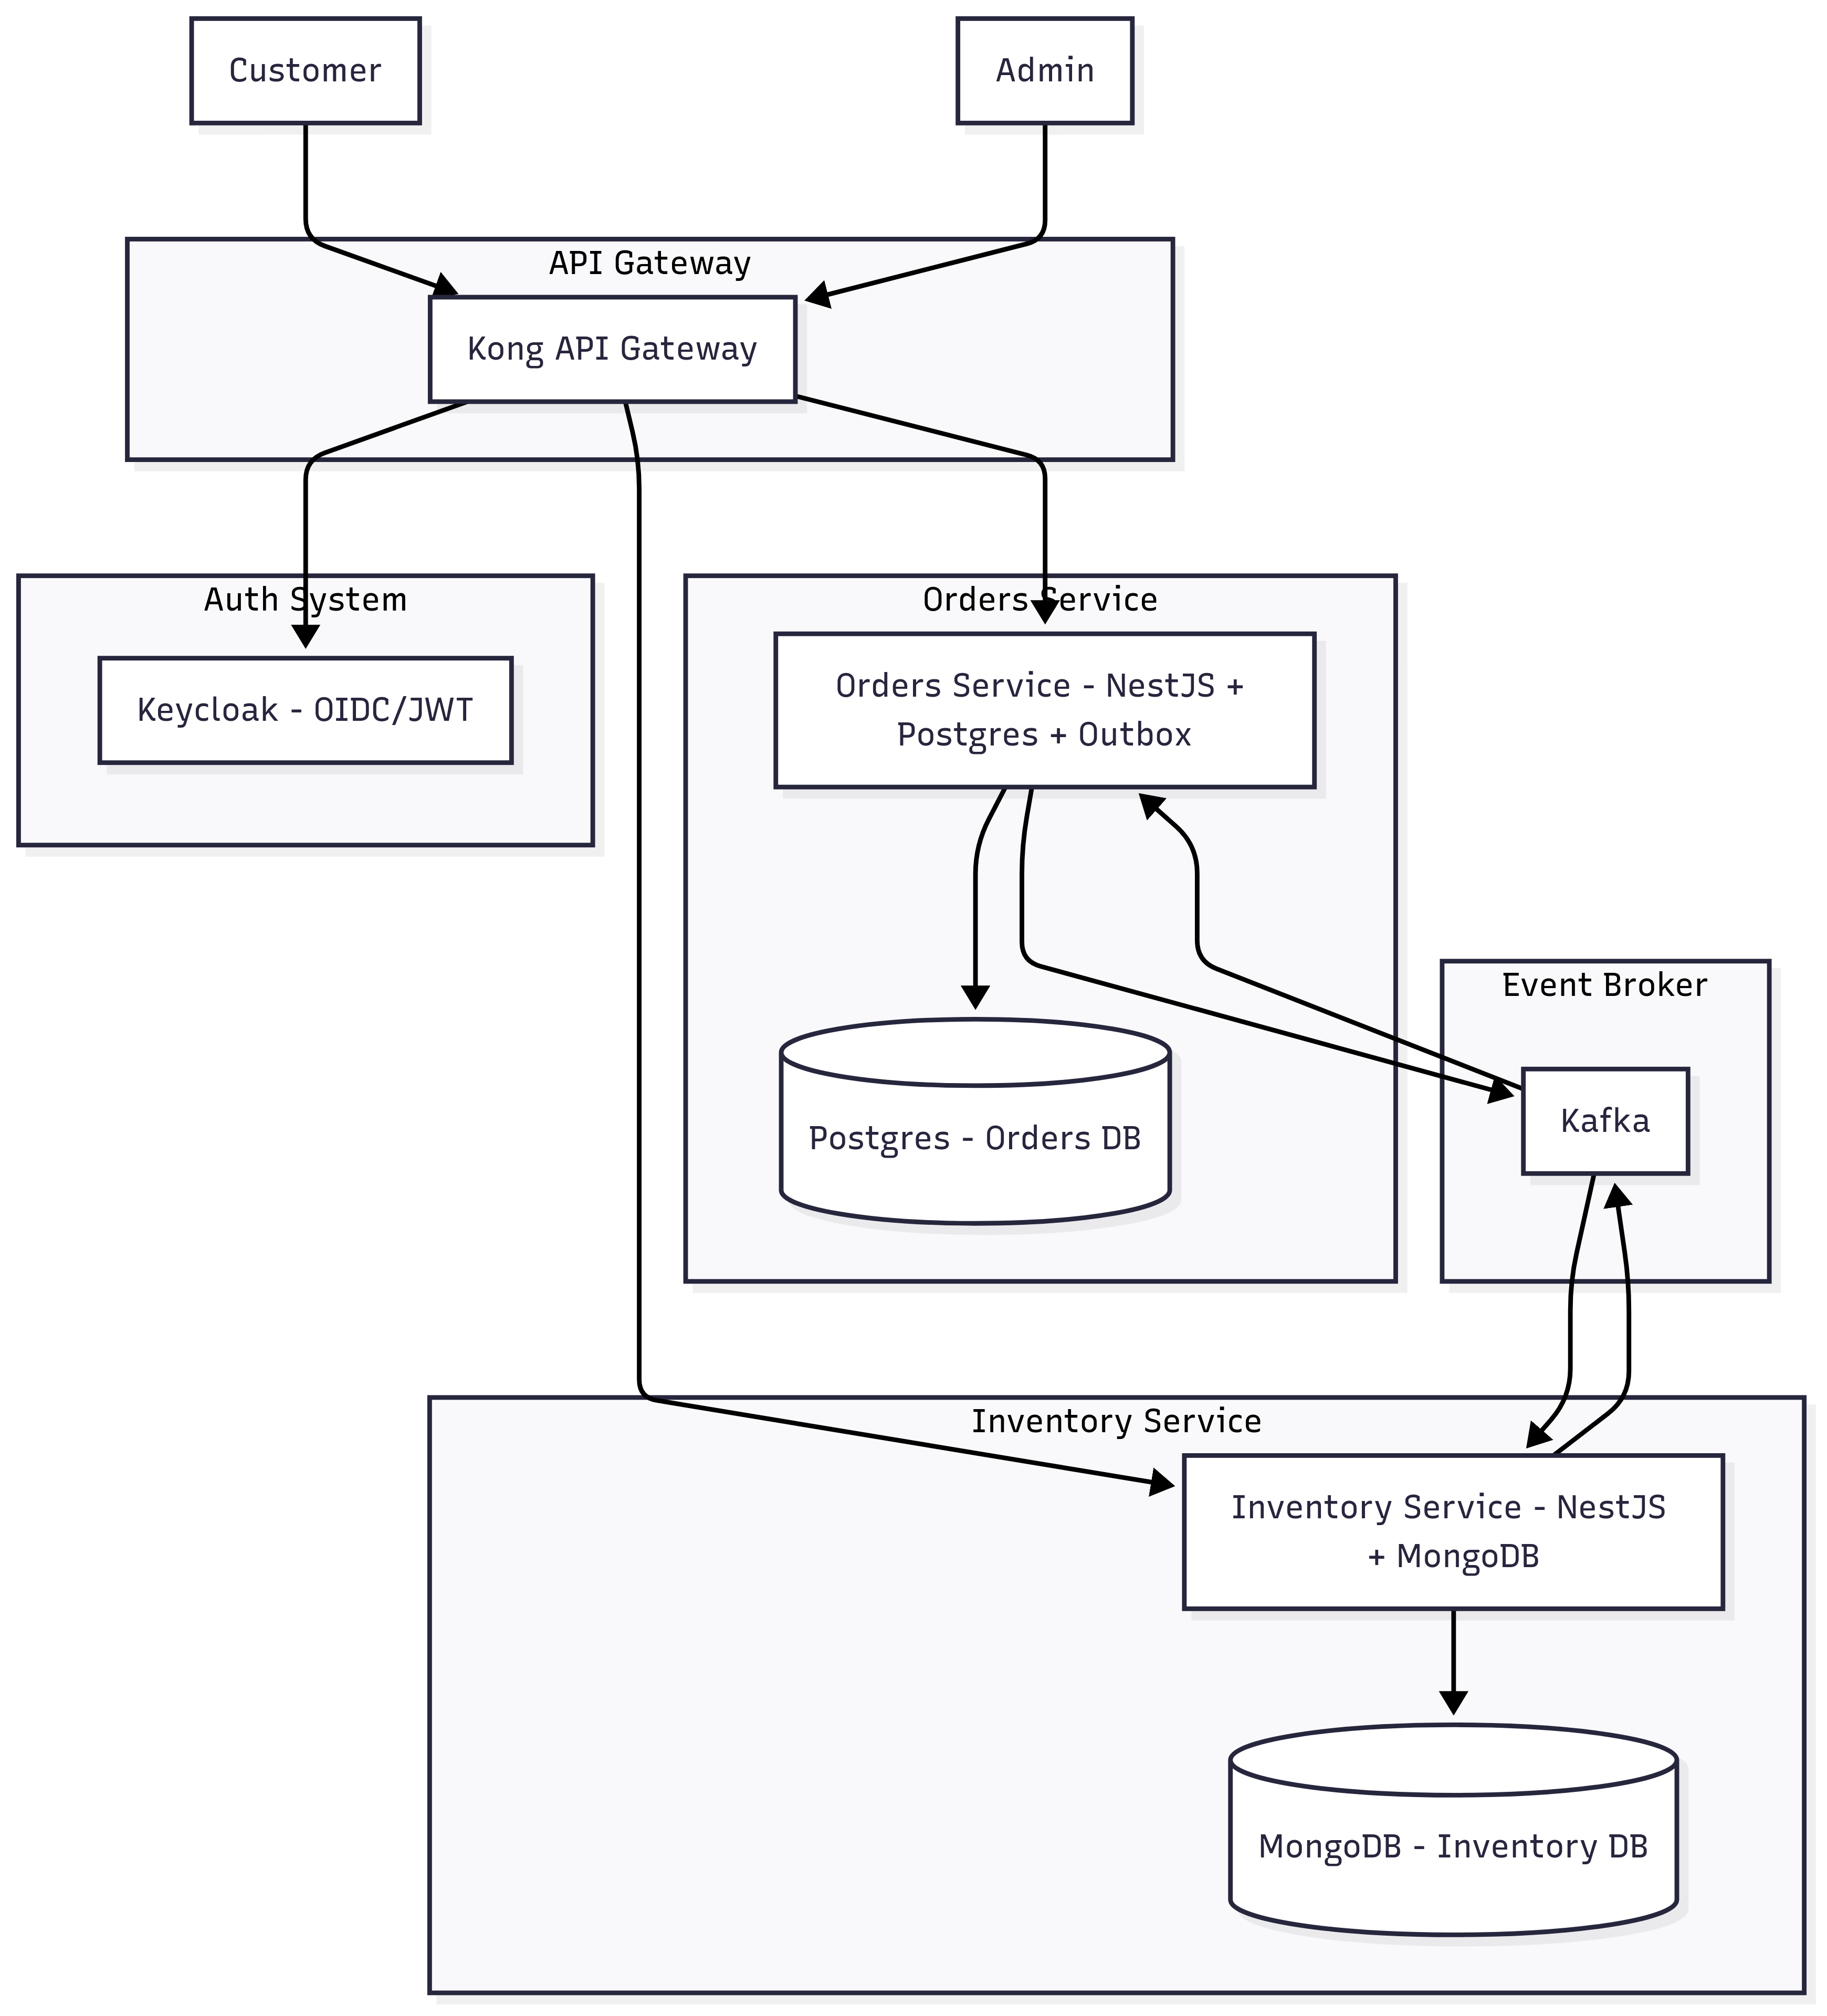 Customer
Admin
API Gateway
Kong API Gateway
Auth System
Keycloak - OIDC/JWT
Orders Service
Orders Service - NestJS +
Postgres + Outbox
Postgres - Orders DB
Event Broker
Kafka
Inventory Service
Inventory Service - NestJS
+ MongoDB
MongoDB - Inventory DB